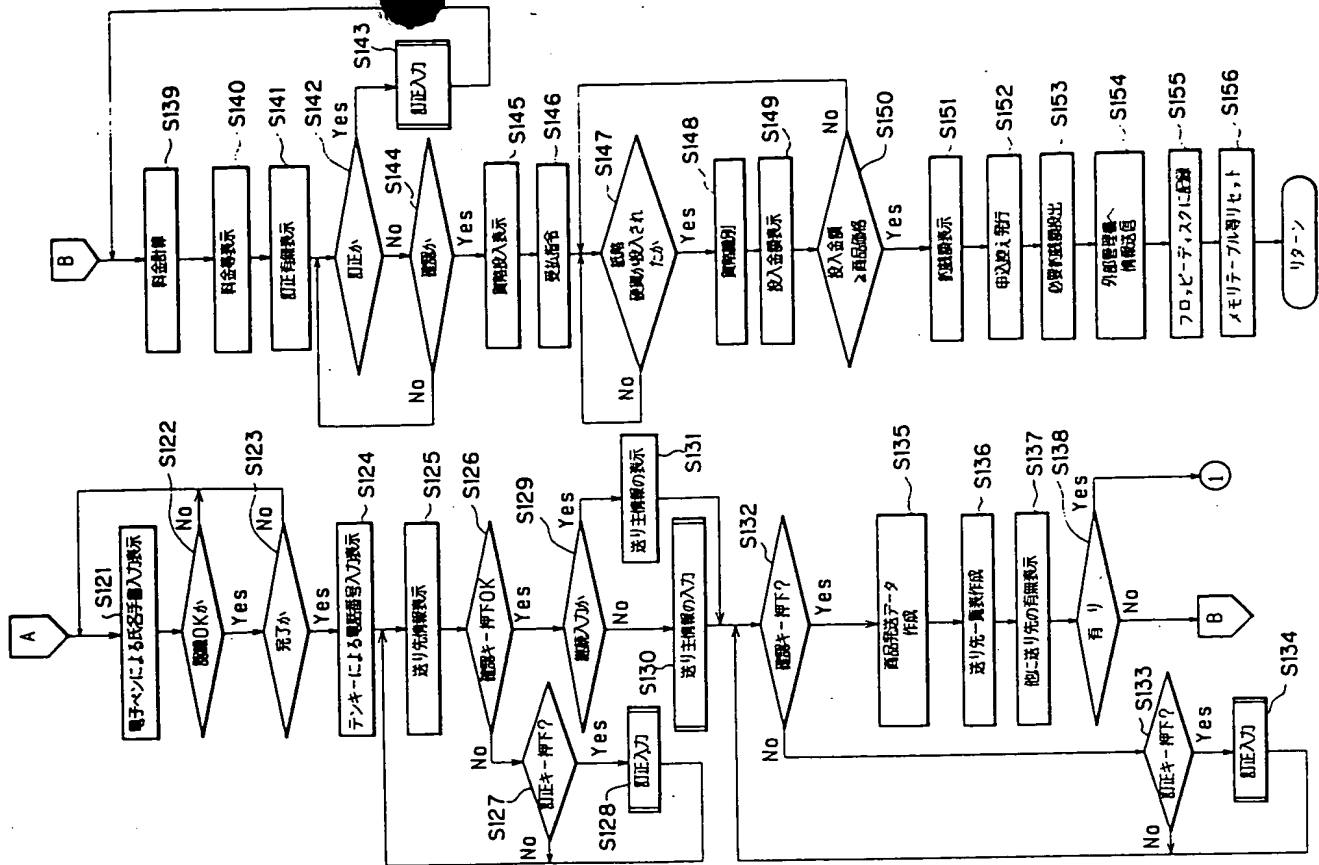 A
電子ペンによる氏名手書入力表示
S121
認識OKか
S122
No
Yes
完了か
S123
No
Yes
テンキーによる電話番号入力表示
S124
送り先情報表示
S125
確認キー押下OK
S126
No
Yes
訂正キー押下?
S127
No
Yes
訂正入力
S128
継続入力か
S129
Yes
No
送り主情報の入力
S130
送り主情報の表示
S131
確認キー押下?
S132
No
Yes
訂正キー押下?
S133
No
Yes
訂正入力
S134
商品発送データ
作成
S135
送り先一覧表作成
S136
他に送り先の有無表示
S137
有り
S138
Yes
1
No
B
B
料金計算
S139
料金等表示
S140
訂正有無表示
S141
訂正か
S142
Yes
No
訂正入力
S143
確認か
S144
No
Yes
貨幣投入表示
S145
受払指令
S146
紙幣
硬貨が投入され
たか
S147
No
Yes
貨幣識別
S148
投入金額表示
S149
投入金額
≧商品価格
S150
No
Yes
釣銭額表示
S151
申込控え発行
S152
必要釣銭額投出
S153
外部管理機へ
情報送信
S154
フロッピーディスクに記録
S155
メモリテーブル等リセット
S156
リターン